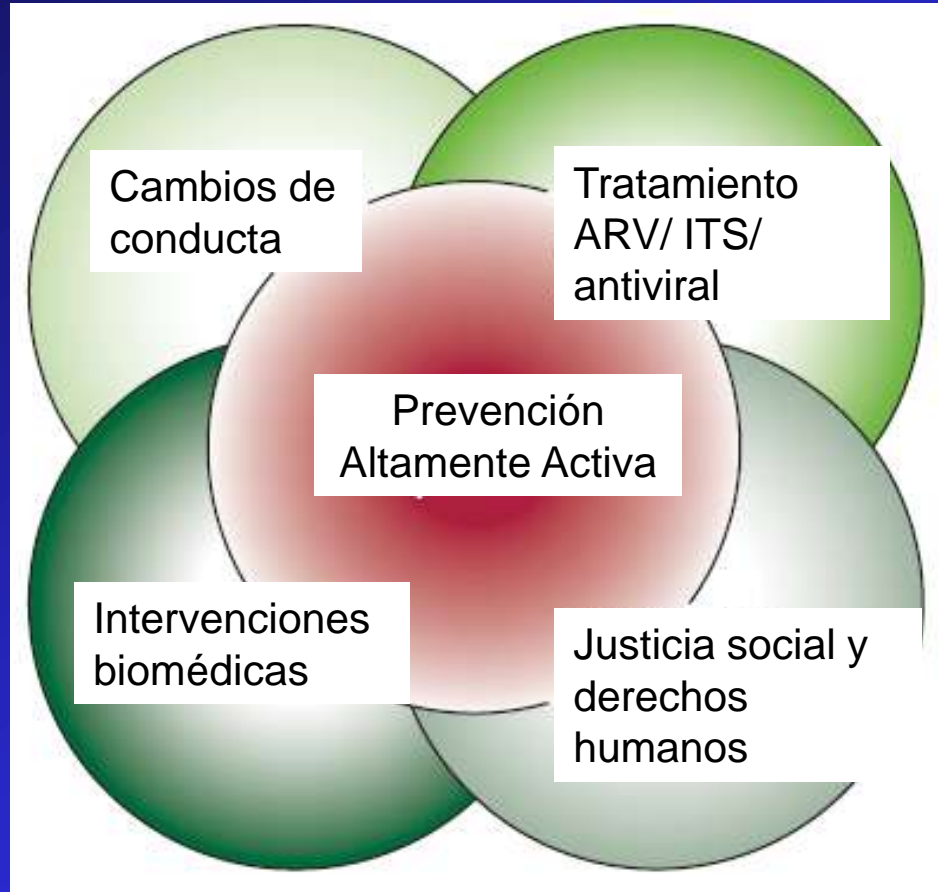 Cambios de
conducta
Tratamiento
ARV/ ITS/
antiviral
Prevención
Altamente Activa
Intervenciones
biomédicas
Justicia social y
derechos
humanos